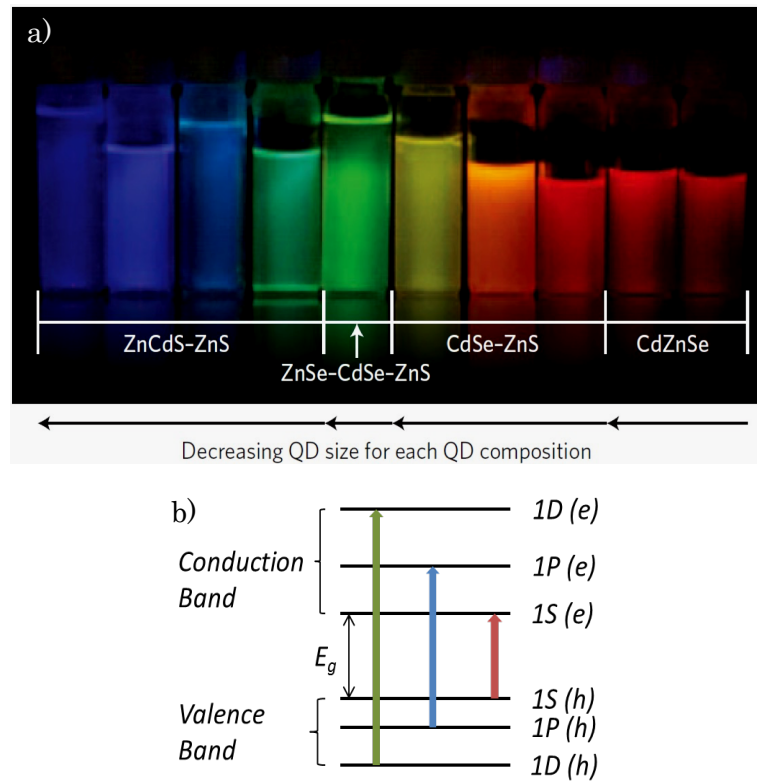 a)
ZnCdS–ZnS
ZnSe–CdSe–ZnS
CdSe–ZnS
CdZnSe
Decreasing QD size for each QD composition
b)
1D (e)
Conduction
Band
1P (e)
1S (e)
Eg
1S (h)
Valence
Band
1P (h)
1D (h)